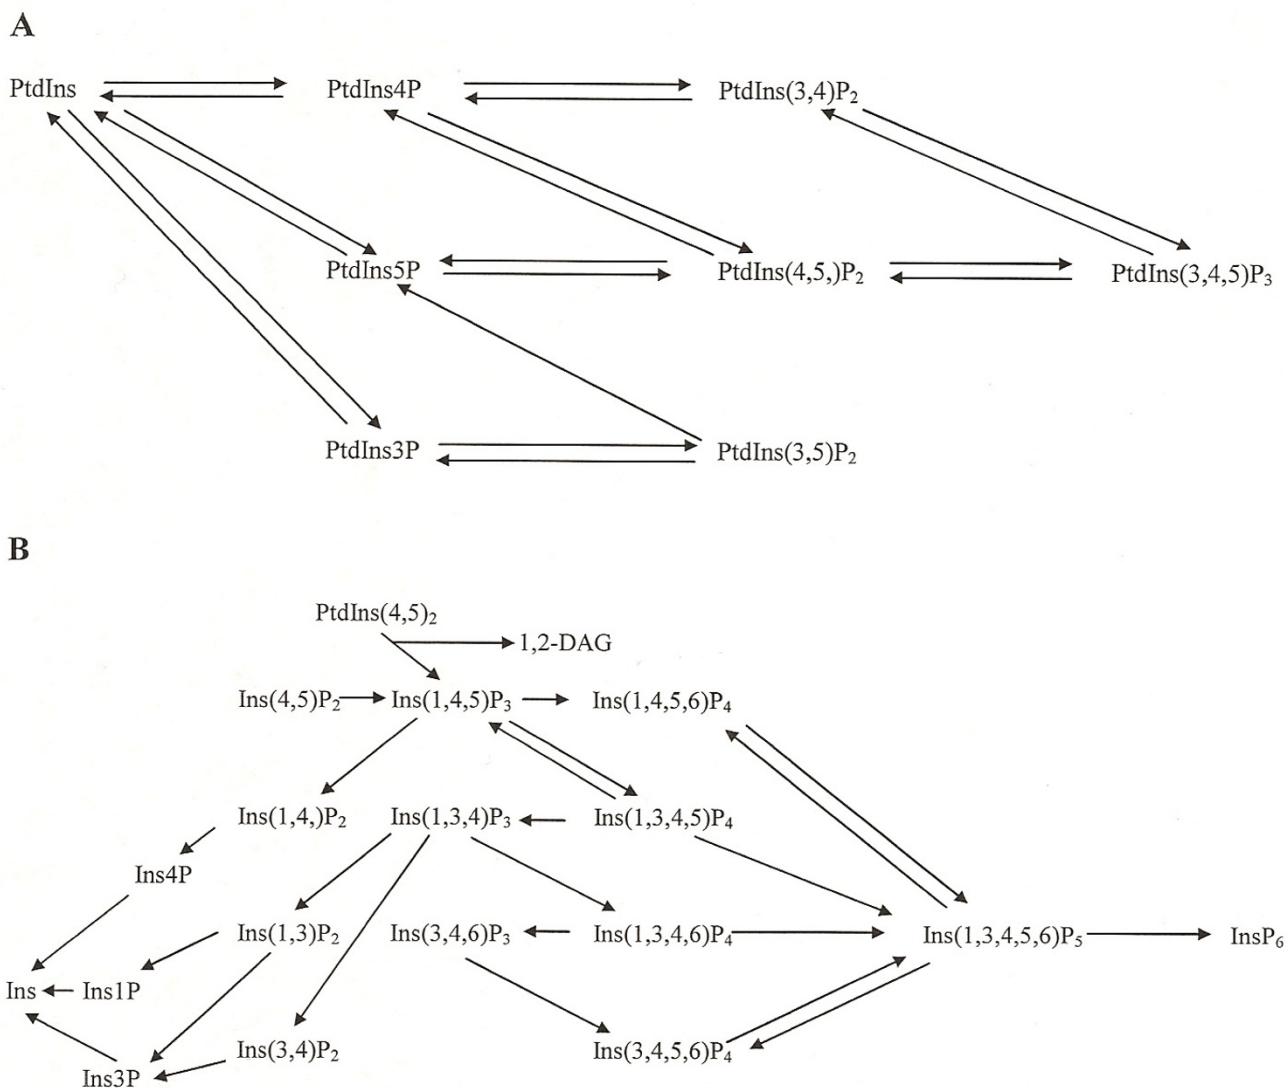 A
PtdIns PtdIns4P PtdIns(3,4)P₂
PtdIns5P PtdIns(4,5,)P₂ PtdIns(3,4,5)P₃
PtdIns3P PtdIns(3,5)P₂
B
PtdIns(4,5)₂
1,2-DAG
Ins(4,5)P₂ Ins(1,4,5)P₃ Ins(1,4,5,6)P₄
Ins(1,4,)P₂ Ins(1,3,4)P₃ Ins(1,3,4,5)P₄
Ins4P
Ins(1,3)P₂ Ins(3,4,6)P₃ Ins(1,3,4,6)P₄ Ins(1,3,4,5,6)P₅ InsP₆
Ins Ins1P
Ins(3,4)P₂ Ins(3,4,5,6)P₄
Ins3P